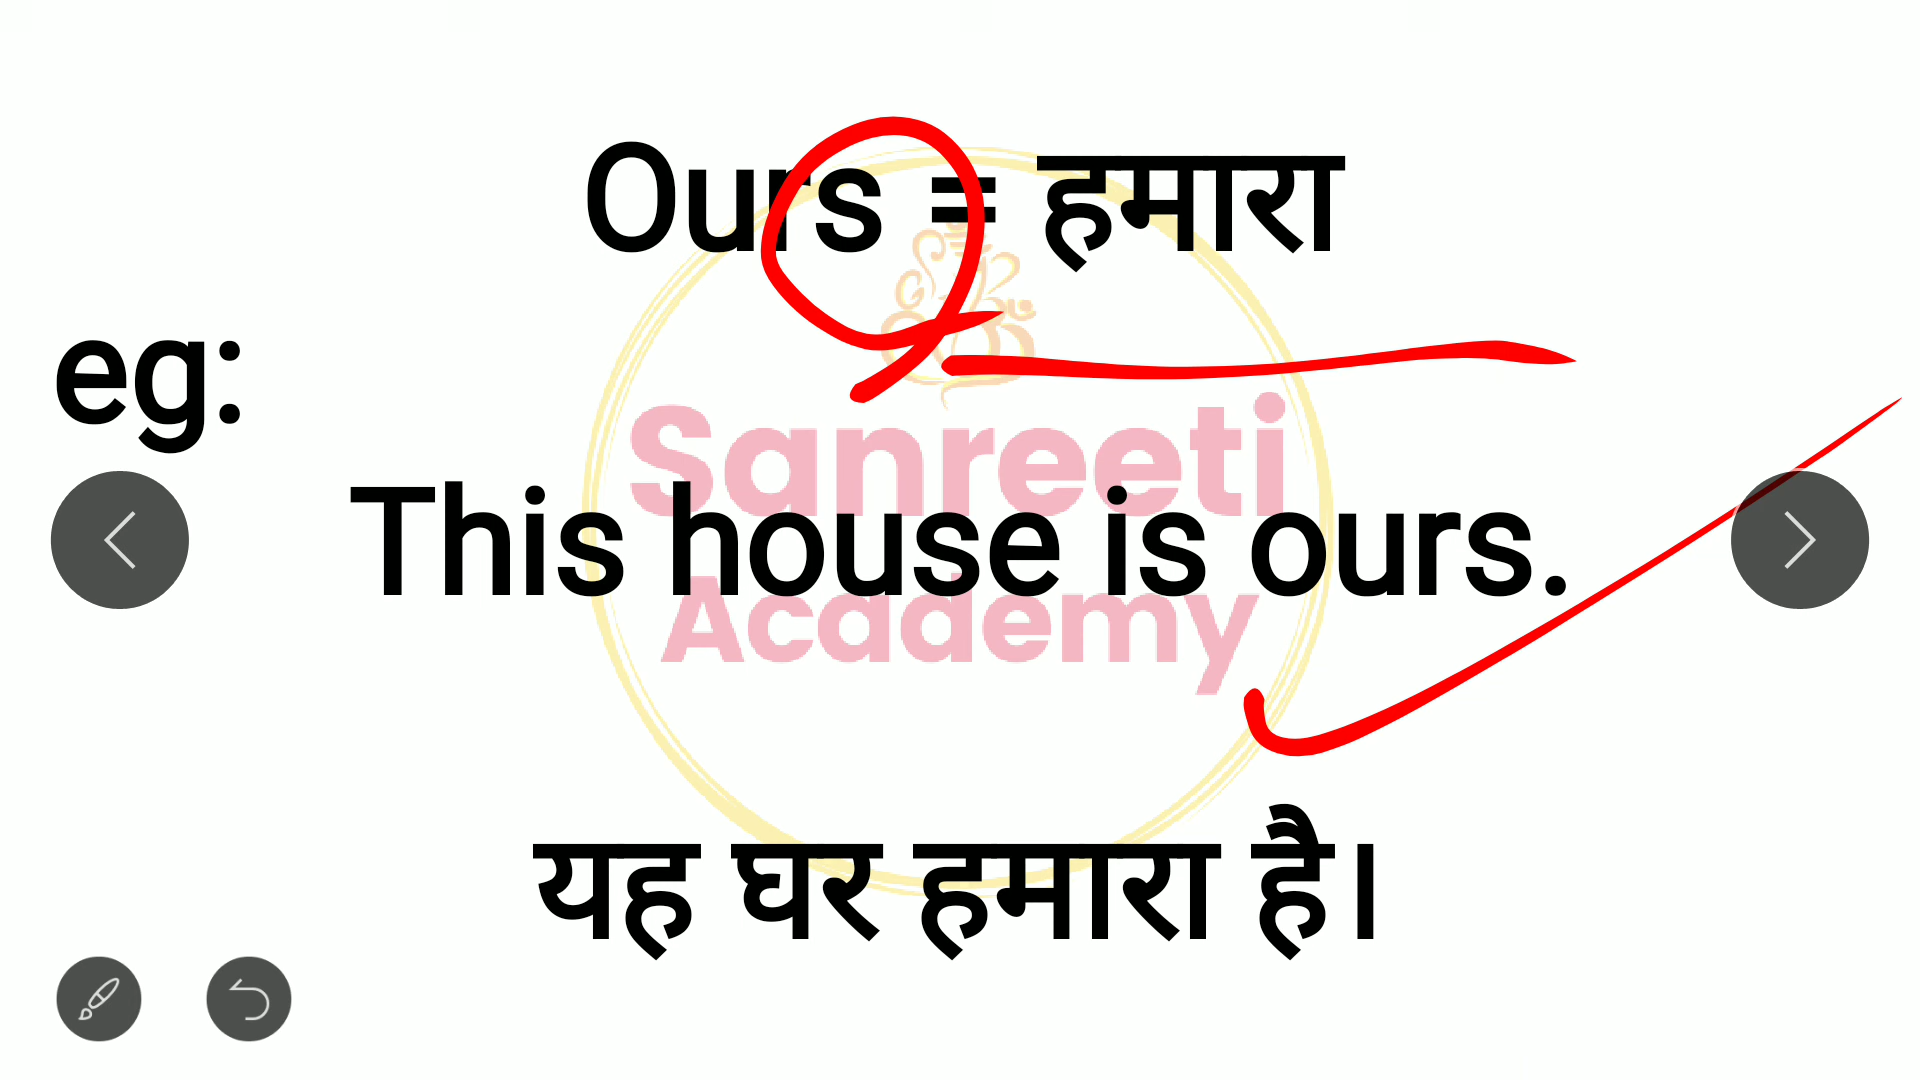 Ours = हमारा
eg:
This house is ours.
यह घर हमारा है।
Sanreeti
Academy